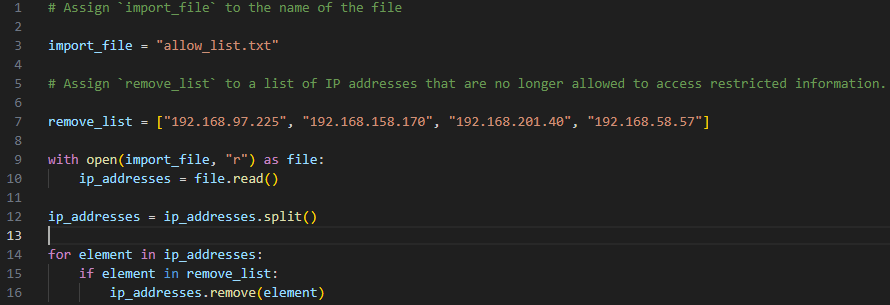 1 # Assign `import_file` to the name of the file
2
3 import_file = "allow_list.txt"
4
5 # Assign `remove_list` to a list of IP addresses that are no longer allowed to access restricted information.
6
7 remove_list = ["192.168.97.225", "192.168.158.170", "192.168.201.40", "192.168.58.57"]
8
9 with open(import_file, "r") as file:
10     ip_addresses = file.read()
11
12 ip_addresses = ip_addresses.split()
13
14 for element in ip_addresses:
15     if element in remove_list:
16         ip_addresses.remove(element)